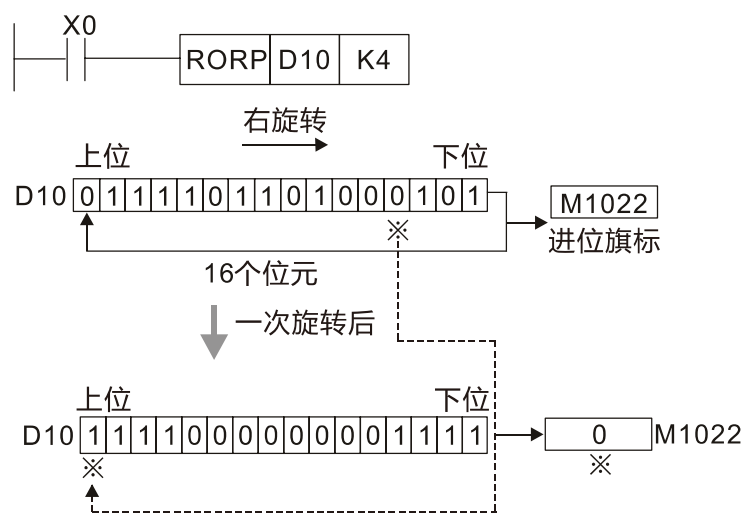 X0
RORP D10 K4
右旋转
上位 下位
D10 0 1 1 1 1 0 1 1 0 1 0 0 0 1 0 1 M1022
※ 进位旗标
16个位元
一次旋转后
上位 下位
D10 1 1 1 1 0 0 0 0 0 0 0 0 1 1 1 1 0 M1022
※ ※